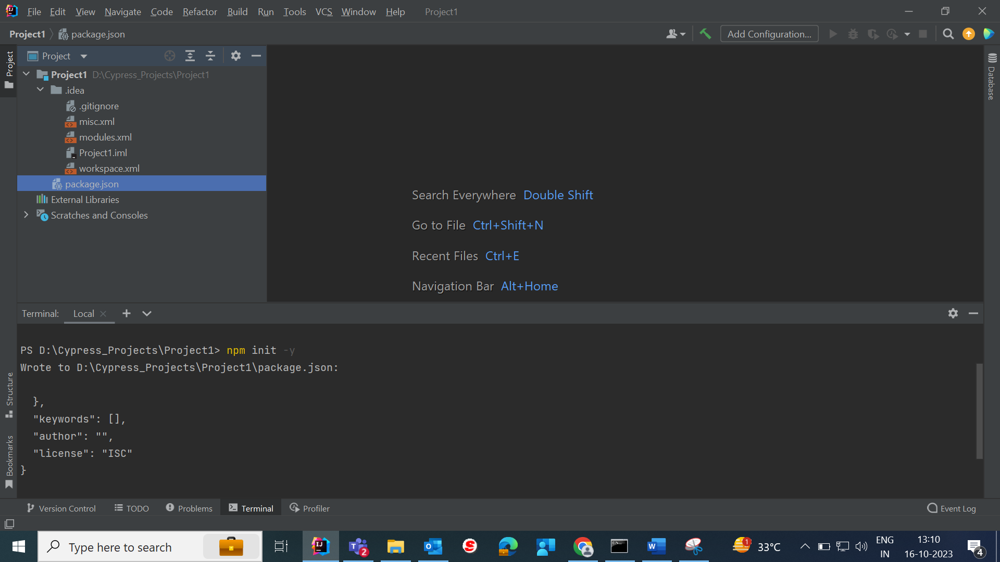 File Edit View Navigate Code Refactor Build Run Tools VCS Window Help Project1
Project1 package.json
Add Configuration...
Project
Project
Database
Project1 D:\Cypress_Projects\Project1
.idea
.gitignore
misc.xml
modules.xml
Project1.iml
workspace.xml
package.json
External Libraries
Scratches and Consoles
Search Everywhere Double Shift
Go to File Ctrl+Shift+N
Recent Files Ctrl+E
Navigation Bar Alt+Home
Terminal: Local
PS D:\Cypress_Projects\Project1> npm init -y
Wrote to D:\Cypress_Projects\Project1\package.json:
},
"keywords": [],
"author": "",
"license": "ISC"
}
Structure
Bookmarks
Version Control TODO Problems Terminal Profiler Event Log
Type here to search
2
1
33°C
ENG
IN
13:10
16-10-2023
4